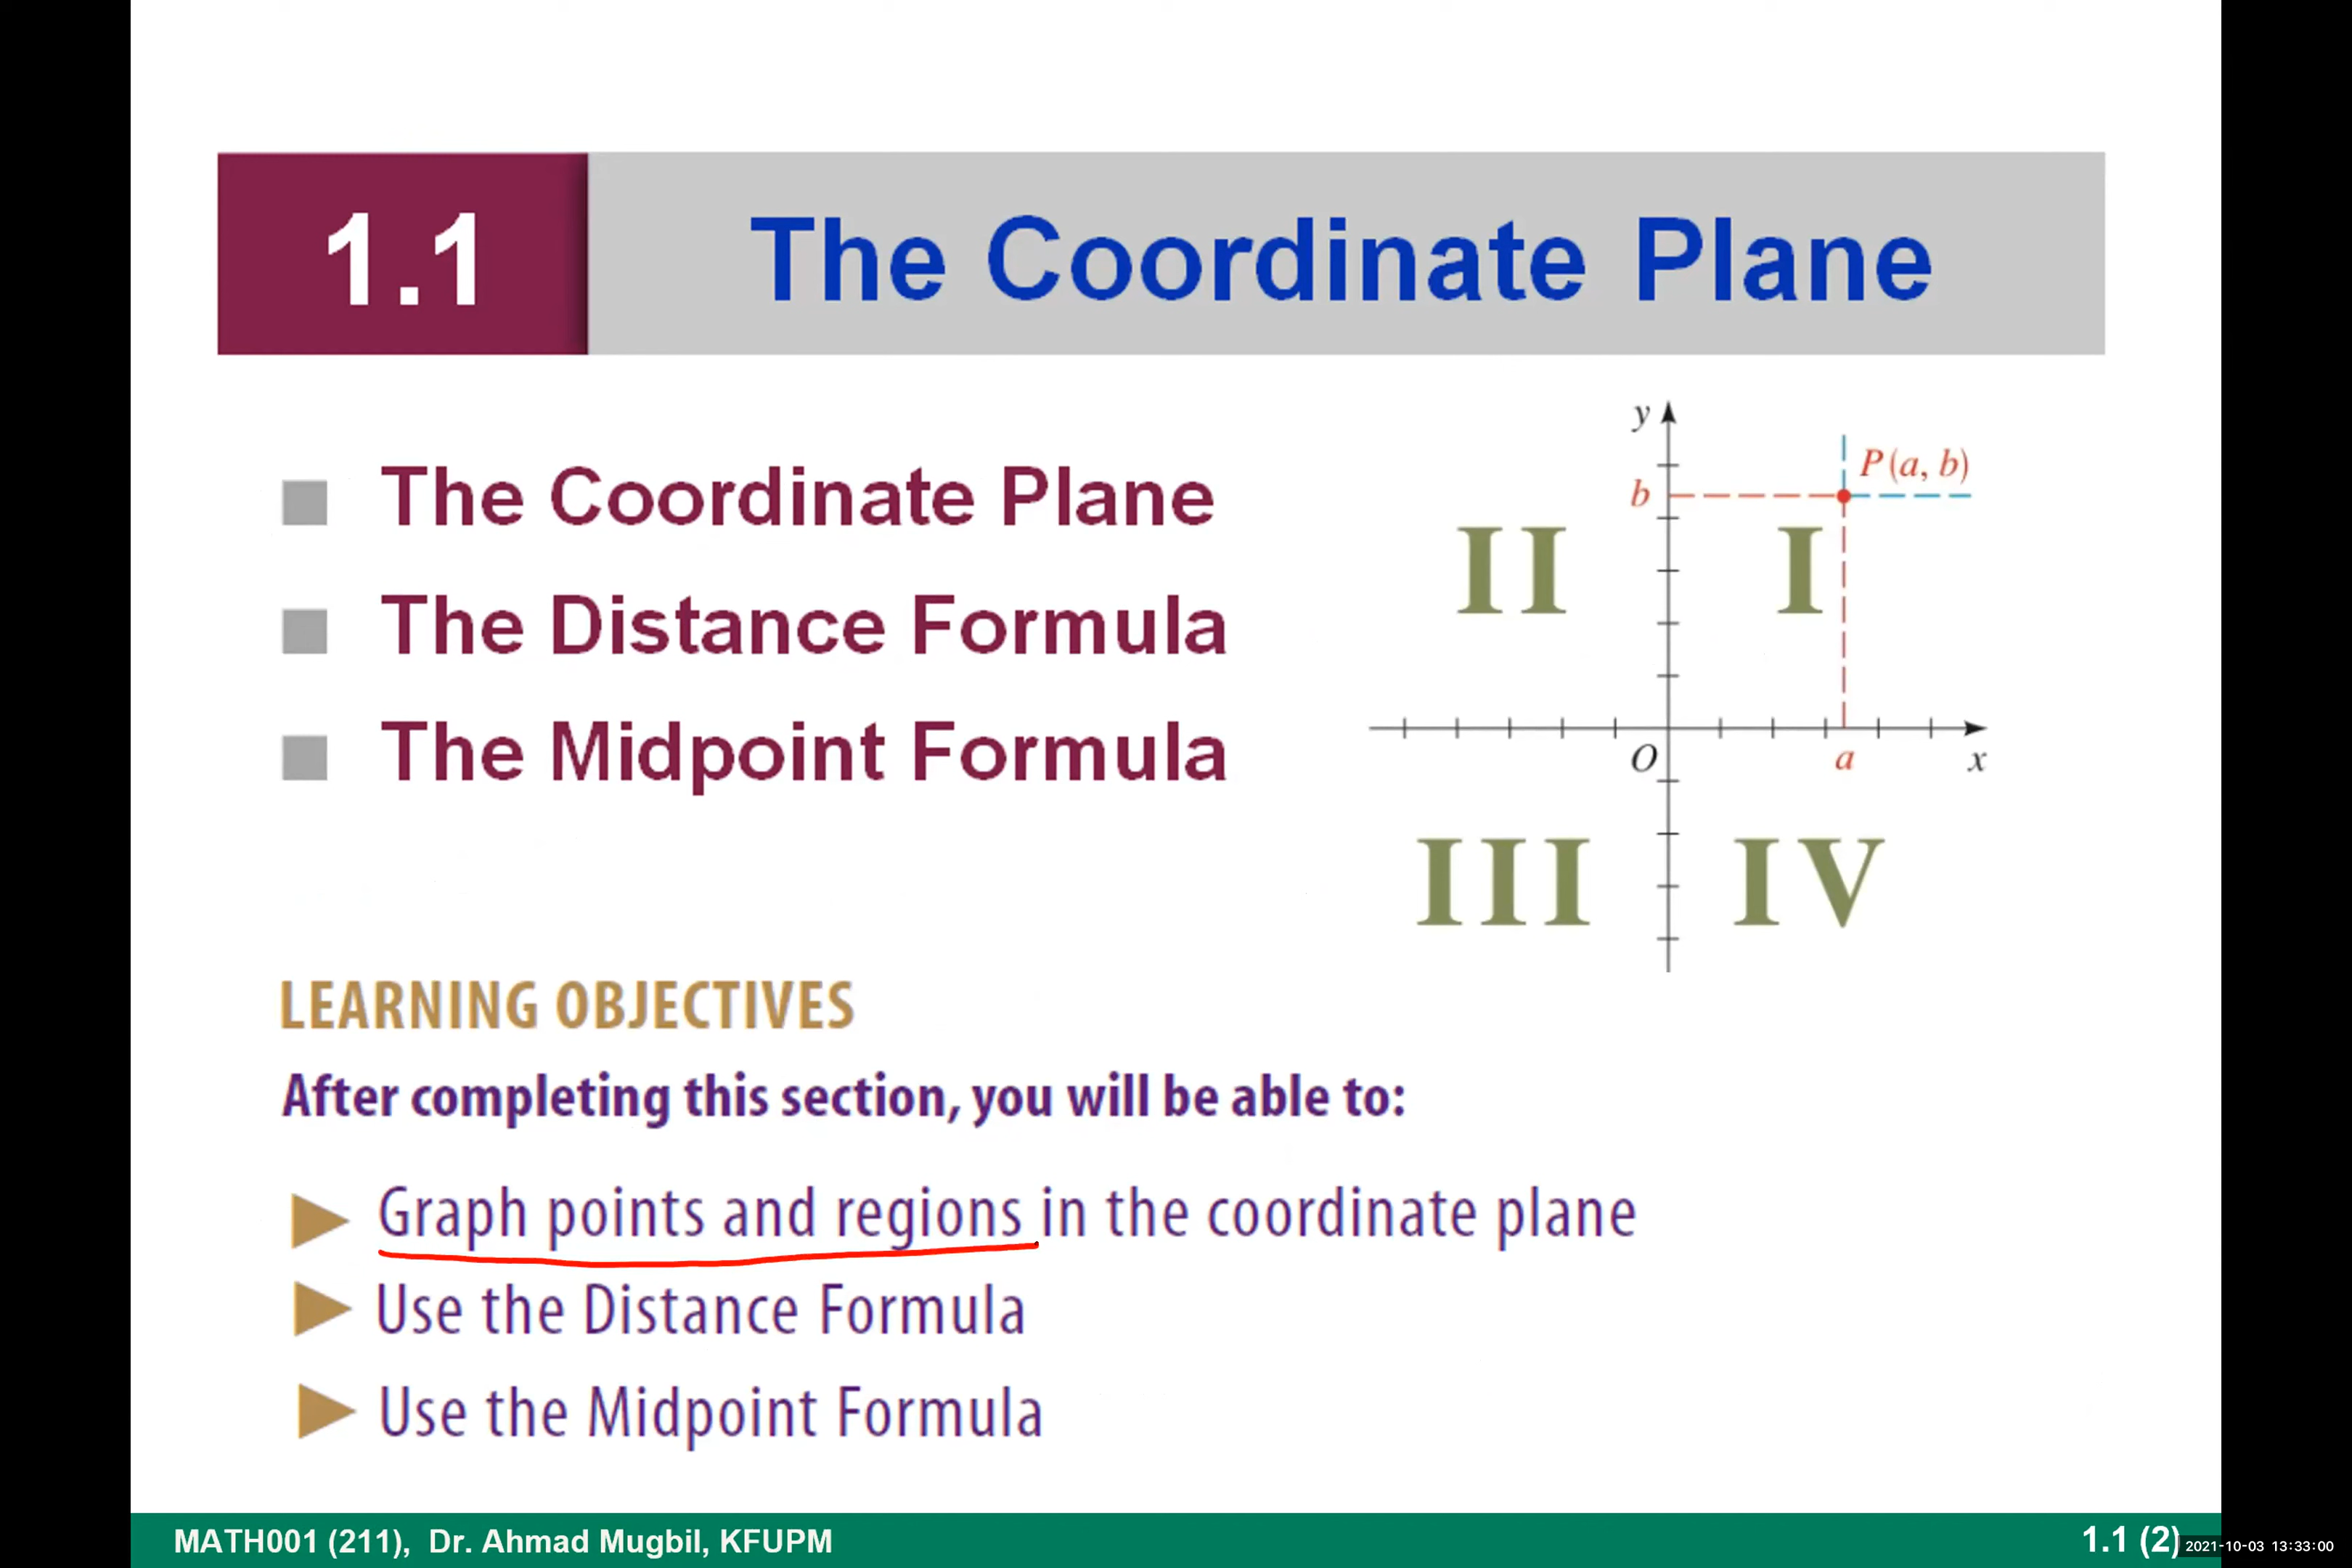 1.1 The Coordinate Plane
The Coordinate Plane
The Distance Formula
The Midpoint Formula
y
P(a, b)
b
II I
O a x
III IV
LEARNING OBJECTIVES
After completing this section, you will be able to:
Graph points and regions in the coordinate plane
Use the Distance Formula
Use the Midpoint Formula
MATH001 (211), Dr. Ahmad Mugbil, KFUPM 1.1 (2) 2021-10-03 13:33:00